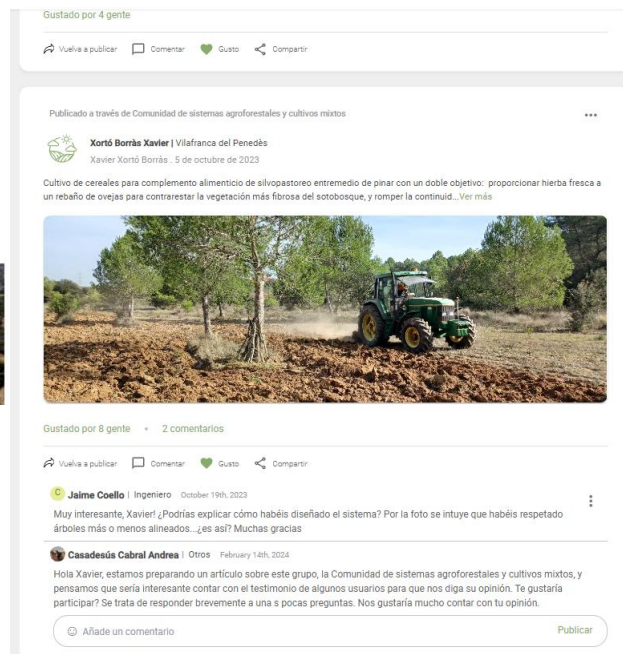 Gustado por 4 gente
Vuelva a publicar Comentar Gusto Compartir
Publicado a través de Comunidad de sistemas agroforestales y cultivos mixtos
Xortó Borràs Xavier | Vilafranca del Penedès
Xavier Xortó Borràs . 5 de octubre de 2023
Cultivo de cereales para complemento alimenticio de silvopastoreo entremedio de pinar con un doble objetivo: proporcionar hierba fresca a
un rebaño de ovejas para contrarestar la vegetación más fibrosa del sotobosque, y romper la continuid...Ver más
Gustado por 8 gente • 2 comentarios
Vuelva a publicar Comentar Gusto Compartir
C Jaime Coello | Ingeniero October 19th, 2023
Muy interesante, Xavier! ¿Podrías explicar cómo habéis diseñado el sistema? Por la foto se intuye que habéis respetado
árboles más o menos alineados...¿es así? Muchas gracias
Casadesús Cabral Andrea | Otros February 14th, 2024
Hola Xavier, estamos preparando un artículo sobre este grupo, la Comunidad de sistemas agroforestales y cultivos mixtos, y
pensamos que sería interesante contar con el testimonio de algunos usuarios para que nos diga su opinión. Te gustaría
participar? Se trata de responder brevemente a una s pocas preguntas. Nos gustaría mucho contar con tu opinión.
Añade un comentario Publicar